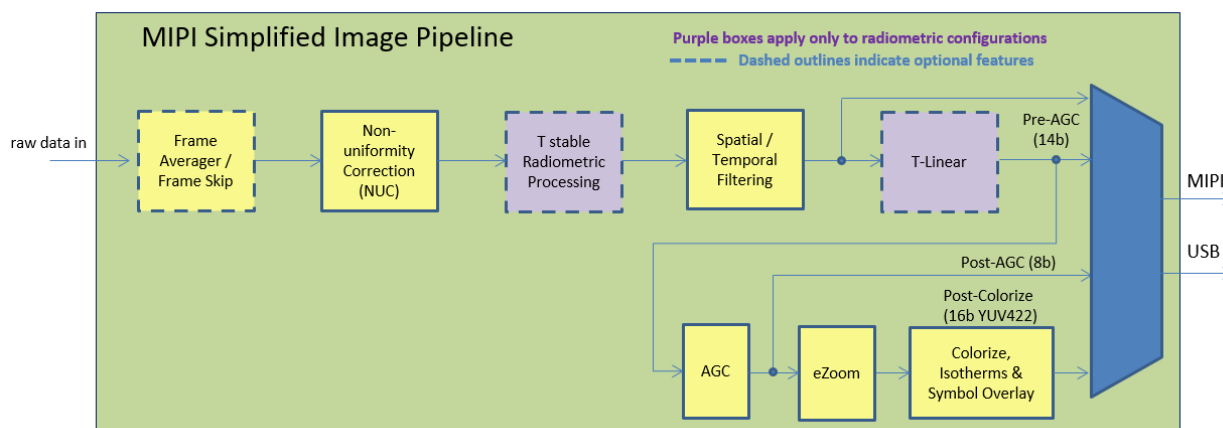 MIPI Simplified Image Pipeline
Purple boxes apply only to radiometric configurations
Dashed outlines indicate optional features
raw data in
Frame
Averager /
Frame Skip
Non-
uniformity
Correction
(NUC)
T stable
Radiometric
Processing
Spatial /
Temporal
Filtering
T-Linear
Pre-AGC
(14b)
MIPI
USB
Post-AGC (8b)
Post-Colorize
(16b YUV422)
AGC
eZoom
Colorize,
Isotherms &
Symbol Overlay